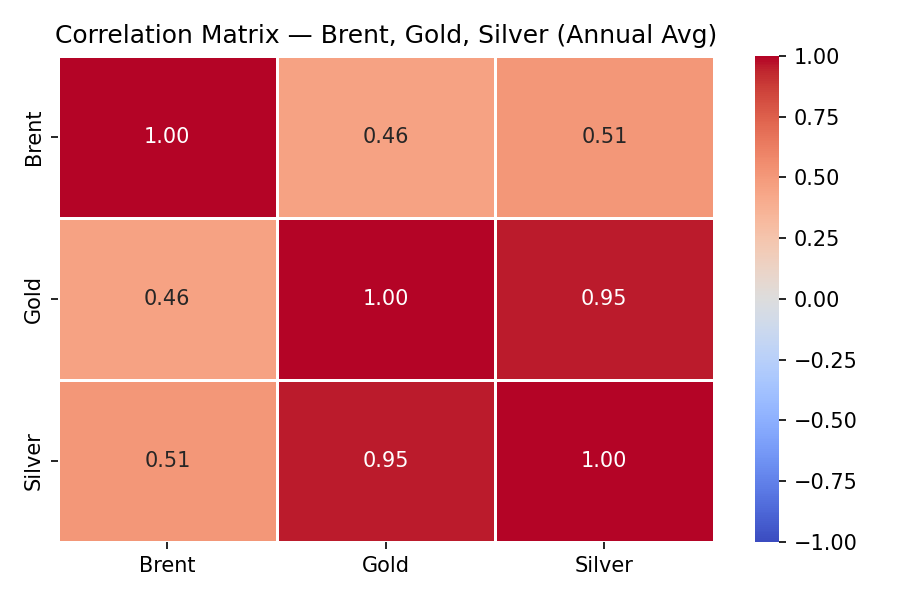 Correlation Matrix — Brent, Gold, Silver (Annual Avg)
Brent
1.00
0.46
0.51
Gold
0.46
1.00
0.95
Silver
0.51
0.95
1.00
Brent
Gold
Silver
1.00
0.75
0.50
0.25
0.00
−0.25
−0.50
−0.75
−1.00